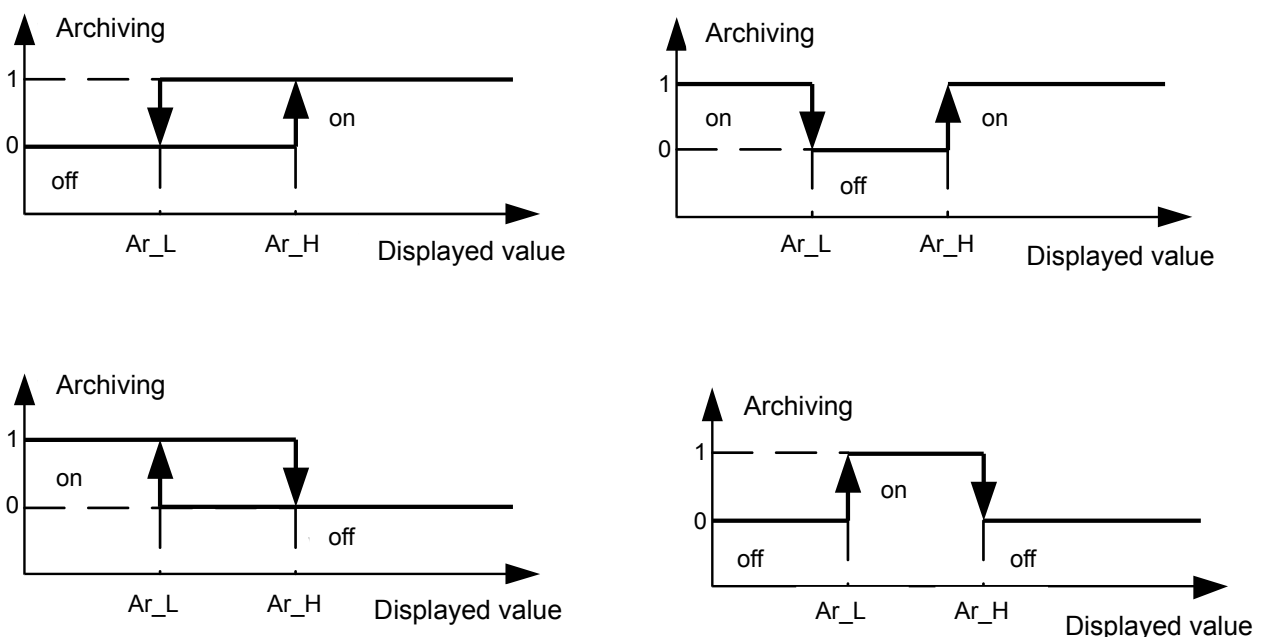 Archiving
1
on
0
off
Ar_L Ar_H Displayed value
Archiving
1
on on
0
off
Ar_L Ar_H Displayed value
Archiving
1
on
0
off
Ar_L Ar_H Displayed value
Archiving
1
on
0
off off
Ar_L Ar_H Displayed value